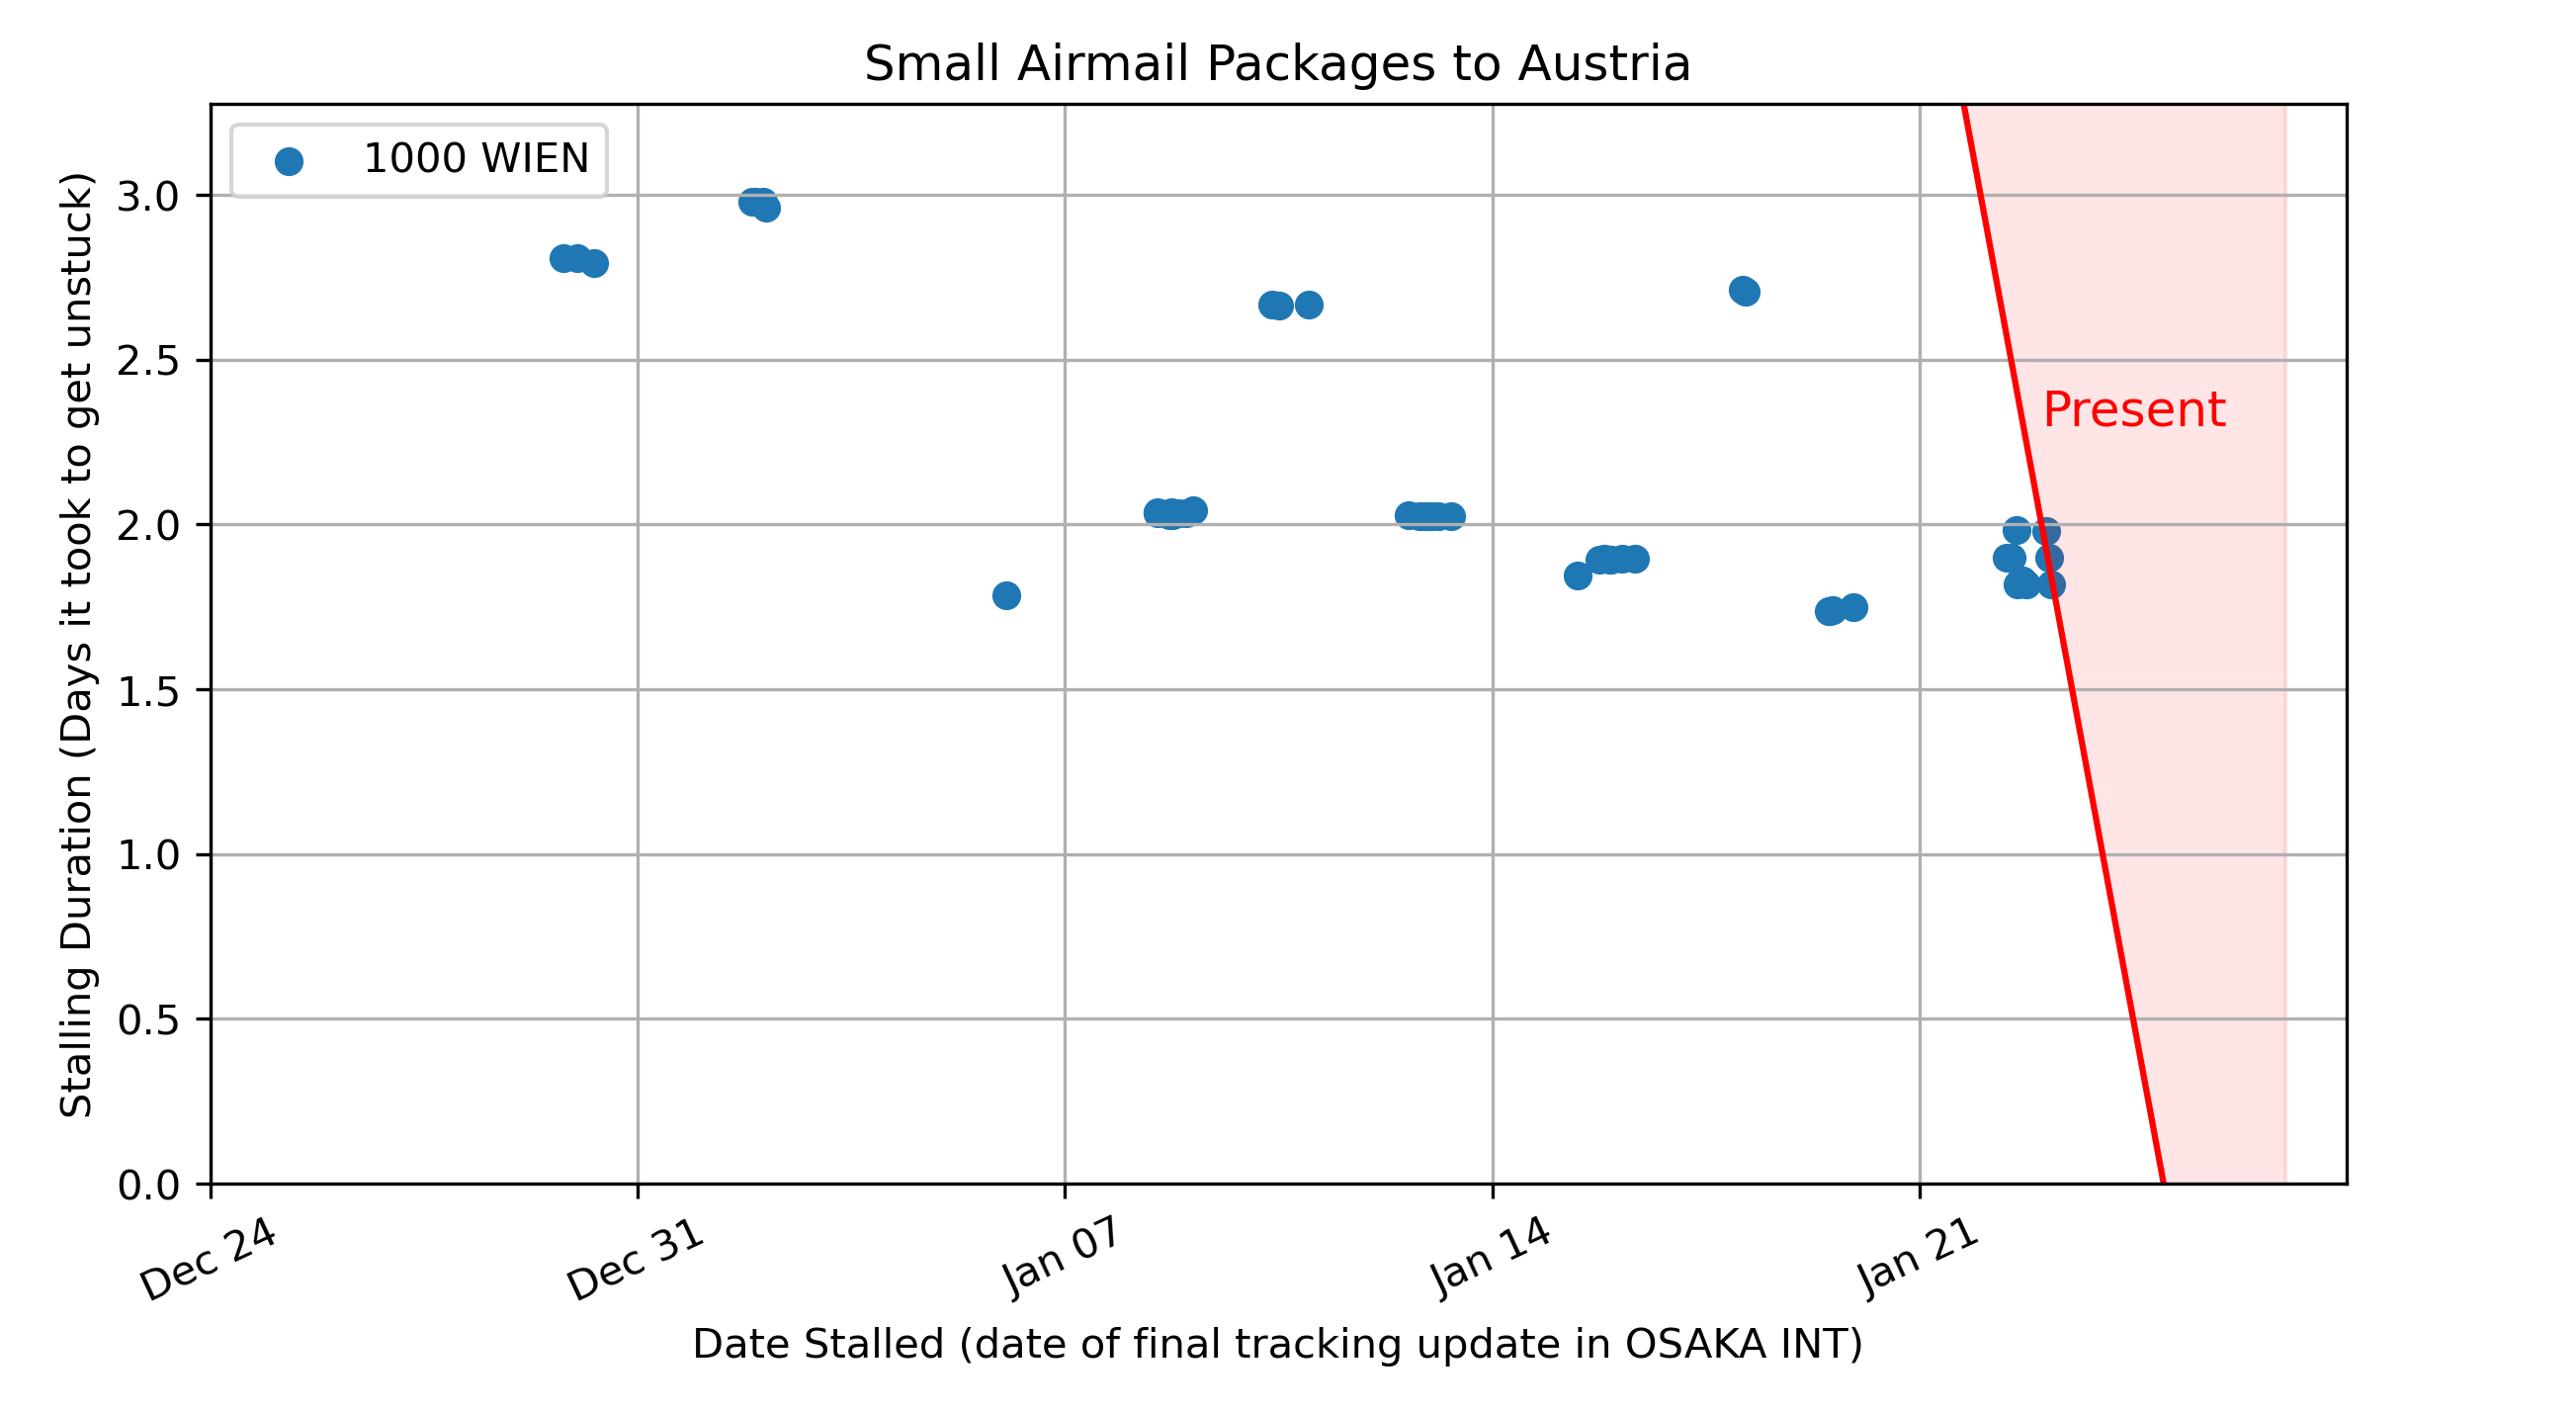 Small Airmail Packages to Austria
1000 WIEN
Stalling Duration (Days it took to get unstuck)
3.0
2.5
2.0
1.5
1.0
0.5
0.0
Present
Dec 24
Dec 31
Jan 07
Jan 14
Jan 21
Date Stalled (date of final tracking update in OSAKA INT)